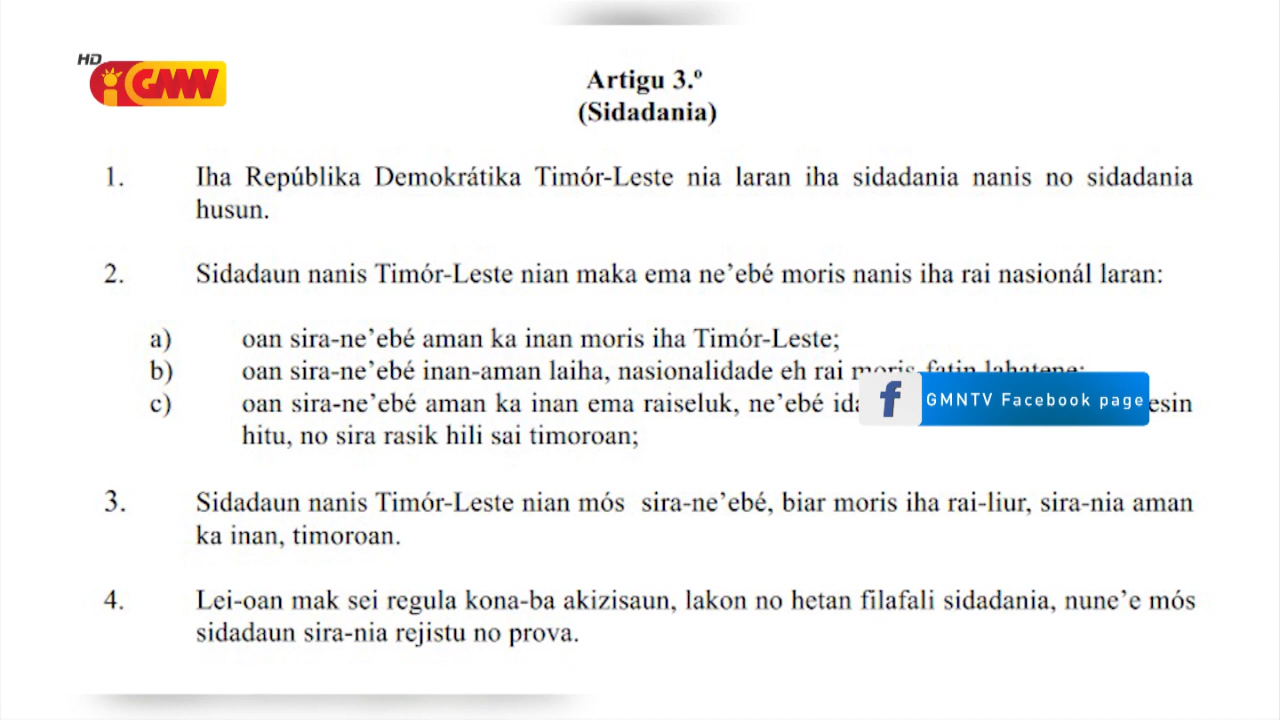 HD
GMN
Artigu 3.º
(Sidadania)
1. Iha Repúblika Demokrátika Timór-Leste nia laran iha sidadania nanis no sidadania
husun.
2. Sidadaun nanis Timór-Leste nian maka ema ne’ebé moris nanis iha rai nasionál laran:
a) oan sira-ne’ebé aman ka inan moris iha Timór-Leste;
b) oan sira-ne’ebé inan-aman laiha, nasionalidade eh rai moris-fatin lahatene;
c) oan sira-ne’ebé aman ka inan ema raiseluk, ne’ebé esin
hitu, no sira rasik hili sai timoroan;
f GMNTV Facebook page
3. Sidadaun nanis Timór-Leste nian mós sira-ne’ebé, biar moris iha rai-liur, sira-nia aman
ka inan, timoroan.
4. Lei-oan mak sei regula kona-ba akizisaun, lakon no hetan filafali sidadania, nune’e mós
sidadaun sira-nia rejistu no prova.